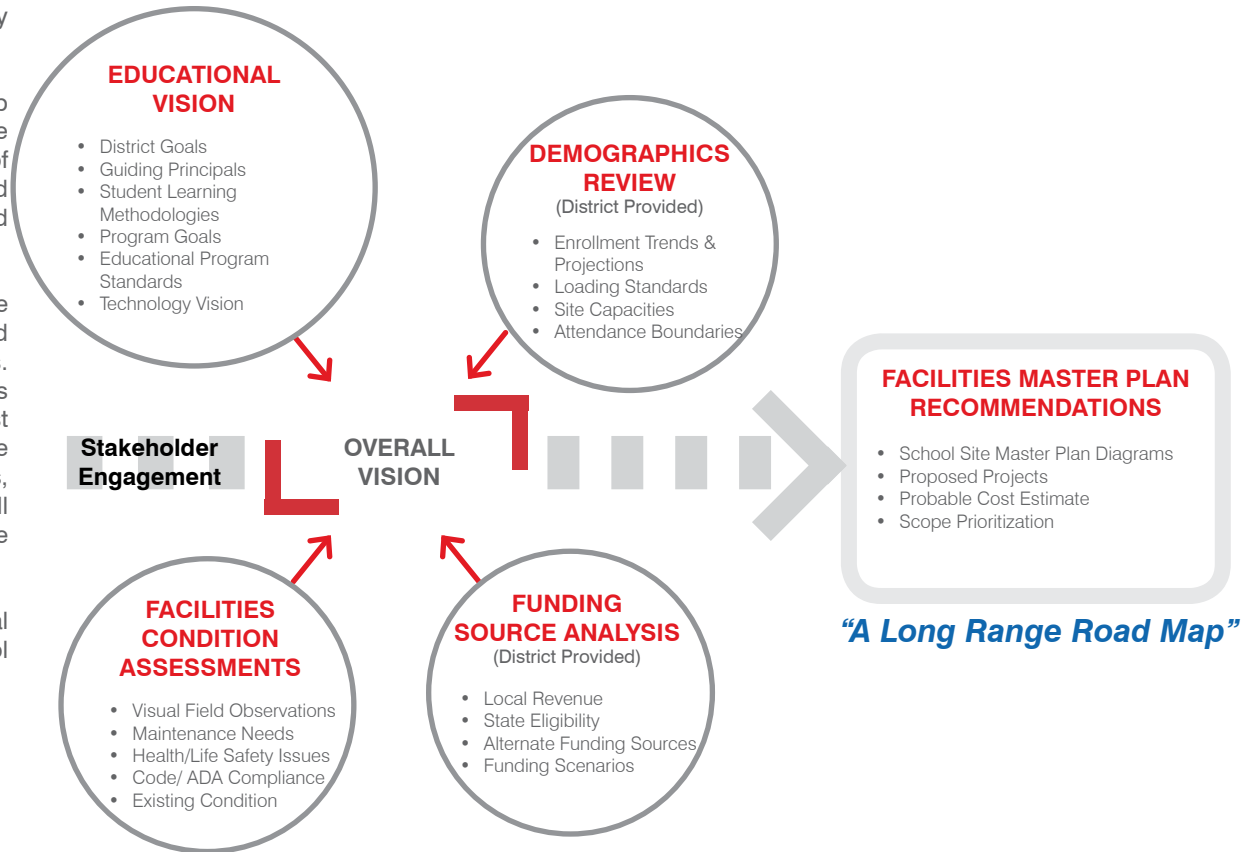 EDUCATIONAL
VISION
• District Goals
• Guiding Principals
• Student Learning
Methodologies
• Program Goals
• Educational Program
Standards
• Technology Vision
DEMOGRAPHICS
REVIEW
(District Provided)
• Enrollment Trends &
Projections
• Loading Standards
• Site Capacities
• Attendance Boundaries
Stakeholder
Engagement
OVERALL
VISION
FACILITIES MASTER PLAN
RECOMMENDATIONS
• School Site Master Plan Diagrams
• Proposed Projects
• Probable Cost Estimate
• Scope Prioritization
“A Long Range Road Map”
FACILITIES
CONDITION
ASSESSMENTS
• Visual Field Observations
• Maintenance Needs
• Health/Life Safety Issues
• Code/ ADA Compliance
• Existing Condition
FUNDING
SOURCE ANALYSIS
(District Provided)
• Local Revenue
• State Eligibility
• Alternate Funding Sources
• Funding Scenarios